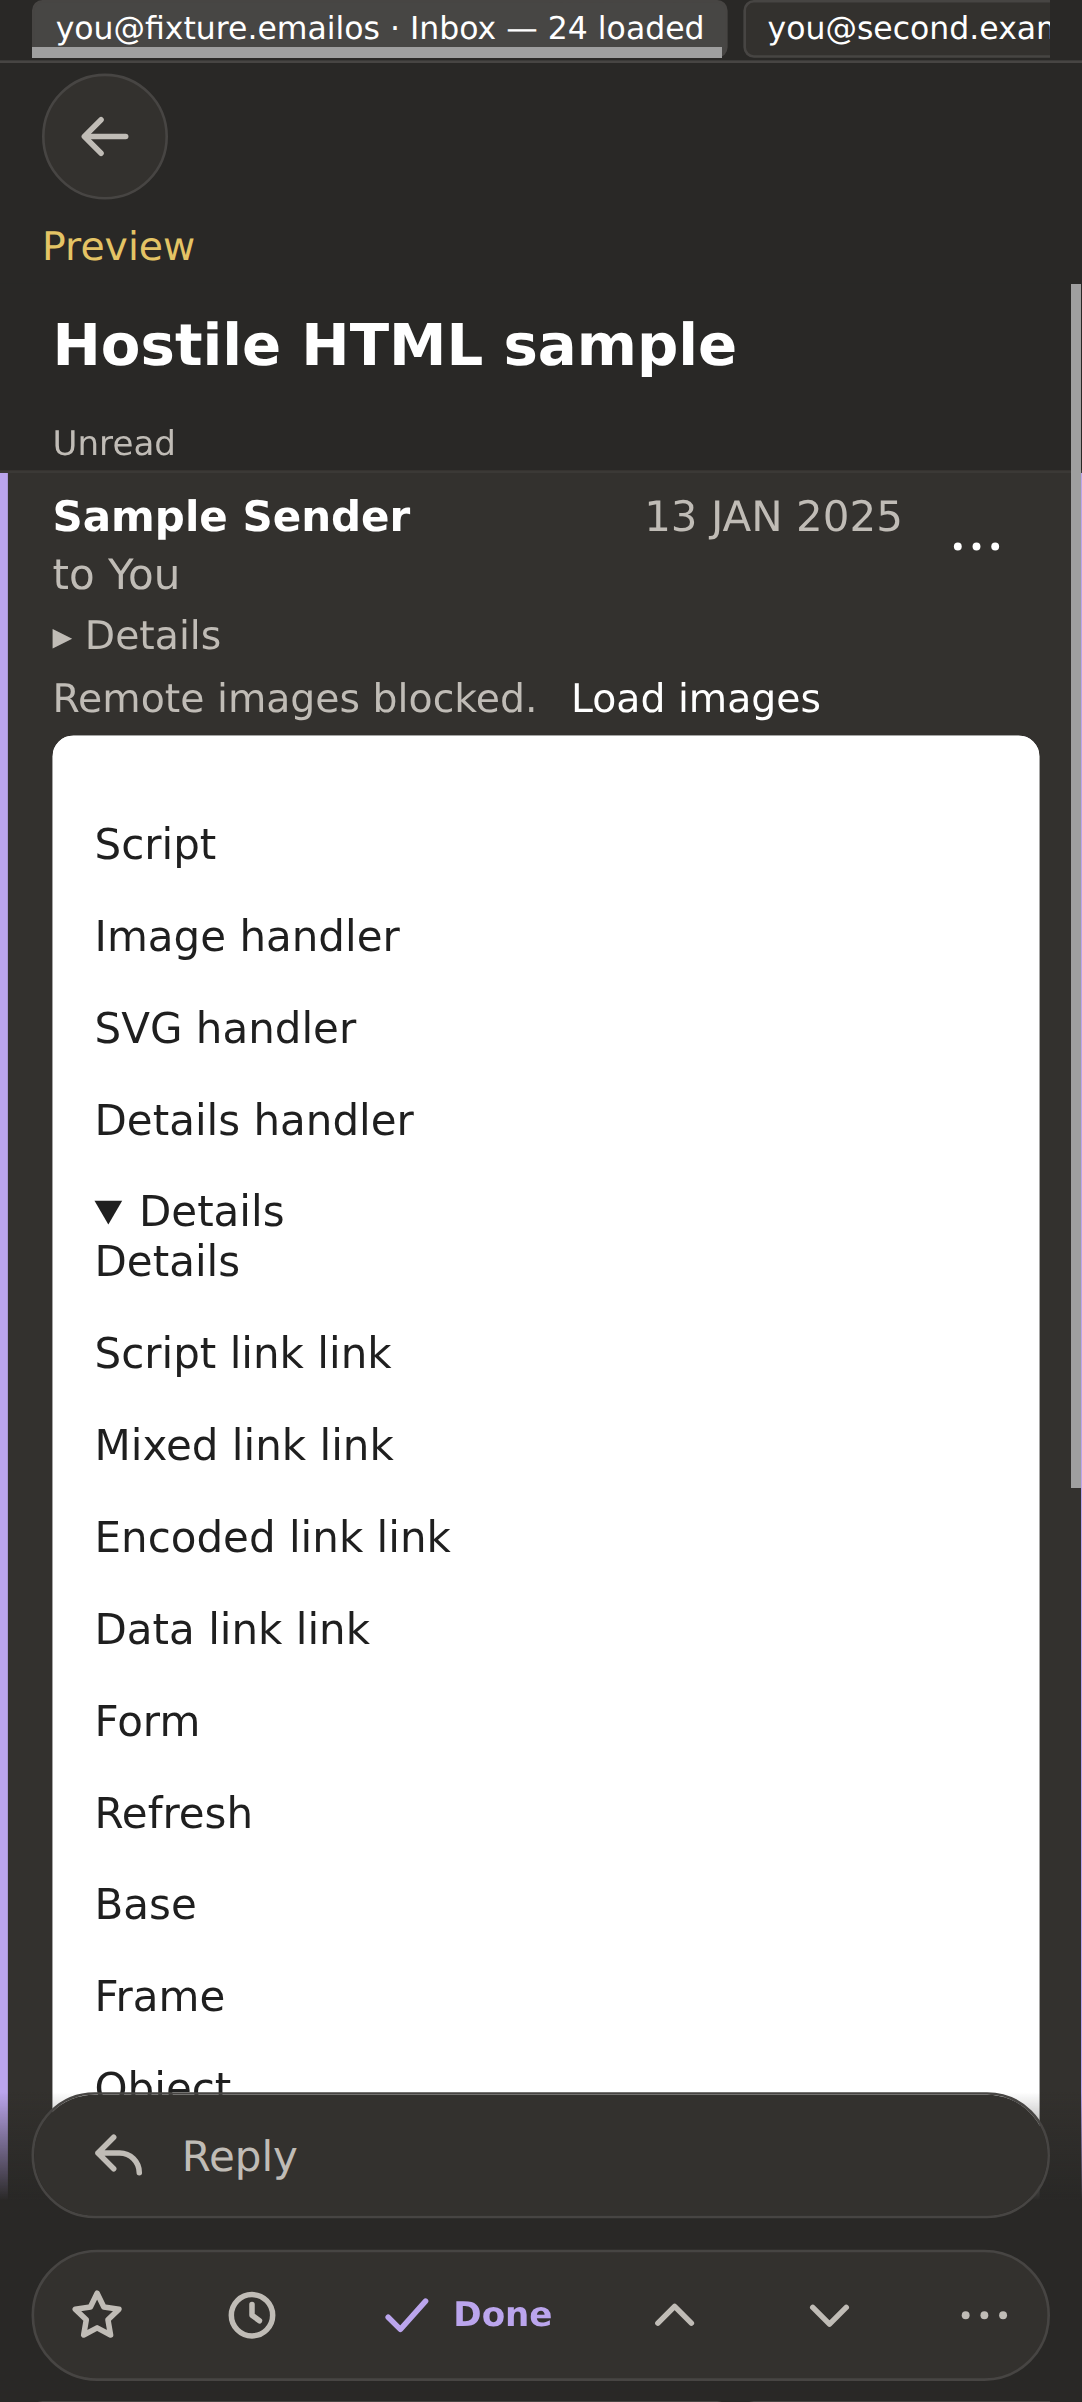 you@fixture.emailos · Inbox — 24 loaded
you@second.exam
Preview
Hostile HTML sample
Unread
Sample Sender 13 JAN 2025
to You
▸ Details
Remote images blocked. Load images
Script
Image handler
SVG handler
Details handler
▼ Details
Details
Script link link
Mixed link link
Encoded link link
Data link link
Form
Refresh
Base
Frame
Object
Reply
Done